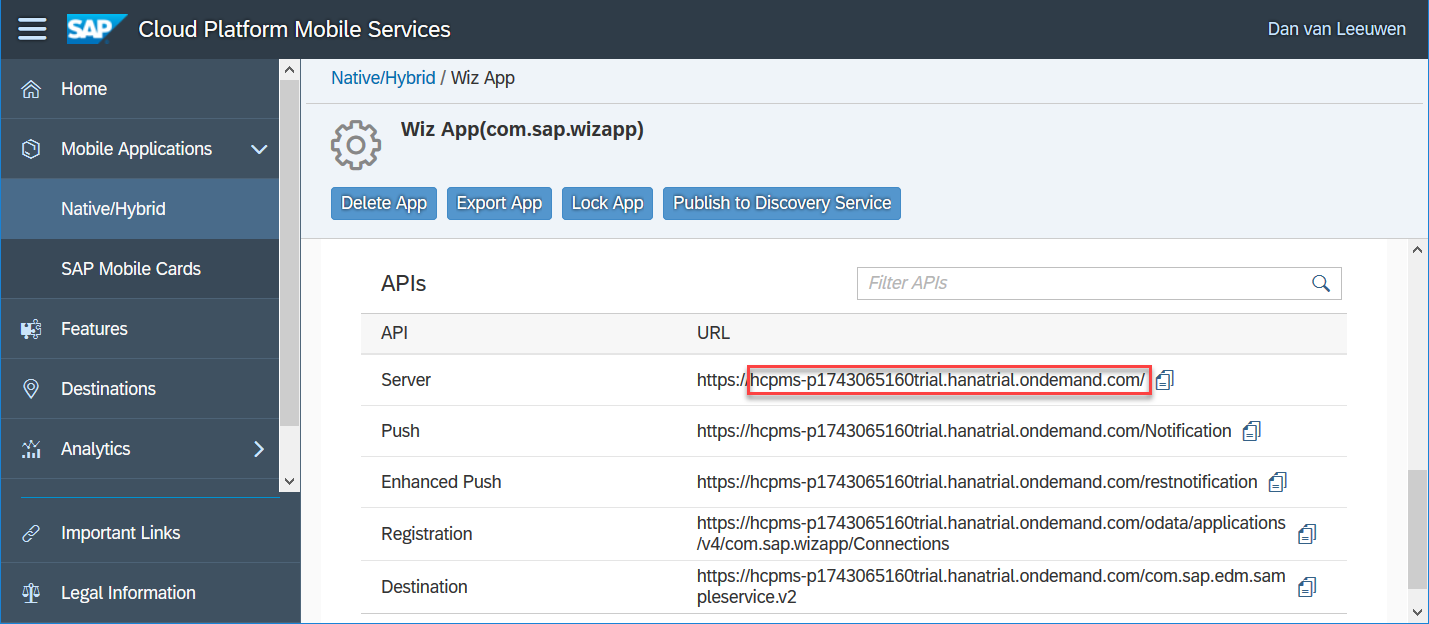 SAP Cloud Platform Mobile Services
Dan van Leeuwen
Home
Mobile Applications
Native/Hybrid
SAP Mobile Cards
Features
Destinations
Analytics
Important Links
Legal Information
Native/Hybrid / Wiz App
Wiz App(com.sap.wizapp)
Delete App Export App Lock App Publish to Discovery Service
APIs
Filter APIs
API URL
Server https://hcpms-p1743065160trial.hanatrial.ondemand.com/
Push https://hcpms-p1743065160trial.hanatrial.ondemand.com/Notification
Enhanced Push https://hcpms-p1743065160trial.hanatrial.ondemand.com/restnotification
Registration https://hcpms-p1743065160trial.hanatrial.ondemand.com/odata/applications
/v4/com.sap.wizapp/Connections
Destination https://hcpms-p1743065160trial.hanatrial.ondemand.com/com.sap.edm.sam
pleservice.v2